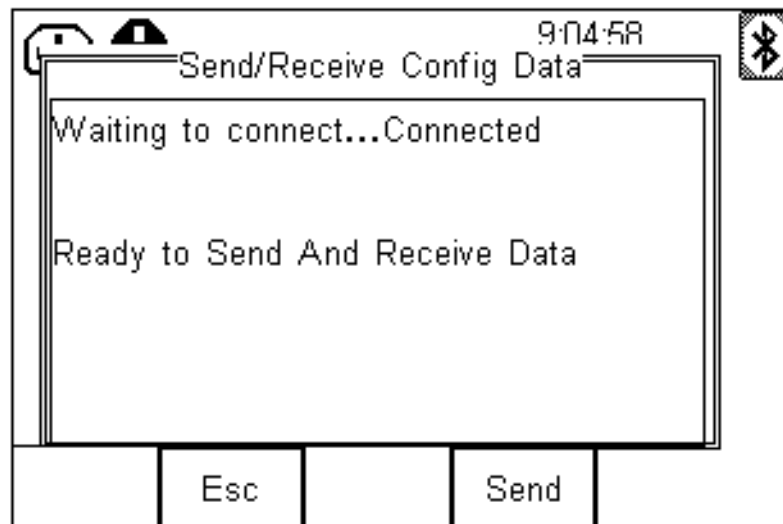 9:04:58
Send/Receive Config Data
Waiting to connect...Connected
Ready to Send And Receive Data
Esc
Send